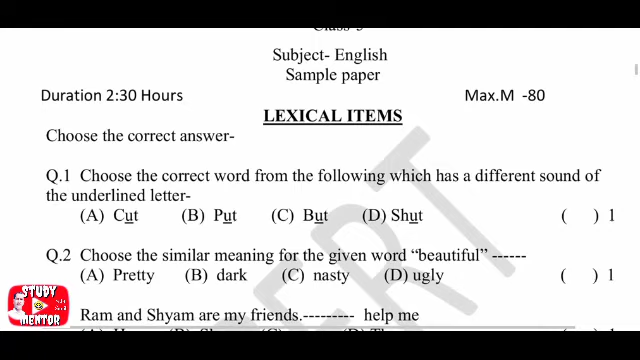 Subject- English
Sample paper
Duration 2:30 Hours Max.M -80
LEXICAL ITEMS
Choose the correct answer-
Q.1 Choose the correct word from the following which has a different sound of
the underlined letter-
(A) Cut (B) Put (C) But (D) Shut ( ) 1
Q.2 Choose the similar meaning for the given word “beautiful” ------
(A) Pretty (B) dark (C) nasty (D) ugly ( ) 1
STUDY
MENTOR
Ram and Shyam are my friends.--------- help me